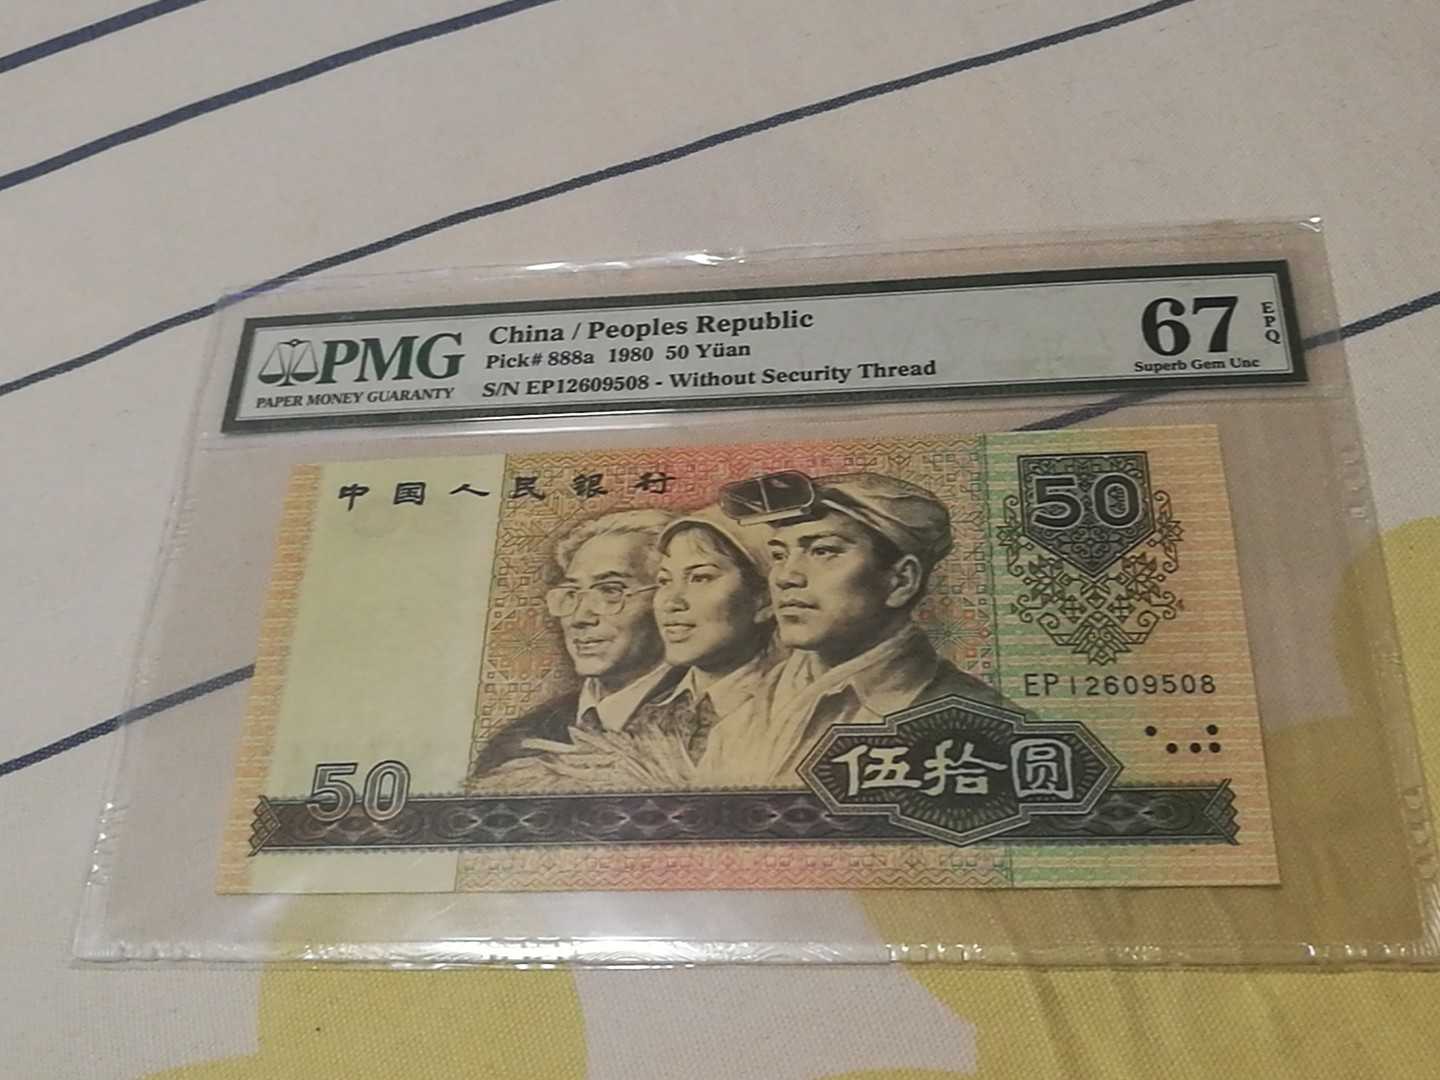 PMG
PAPER MONEY GUARANTY
China / Peoples Republic
Pick# 888a 1980 50 Yüan
S/N EP12609508 - Without Security Thread
67
EPQ
Superb Gem Unc
中国人民银行
50
EP12609508
伍拾圆
50